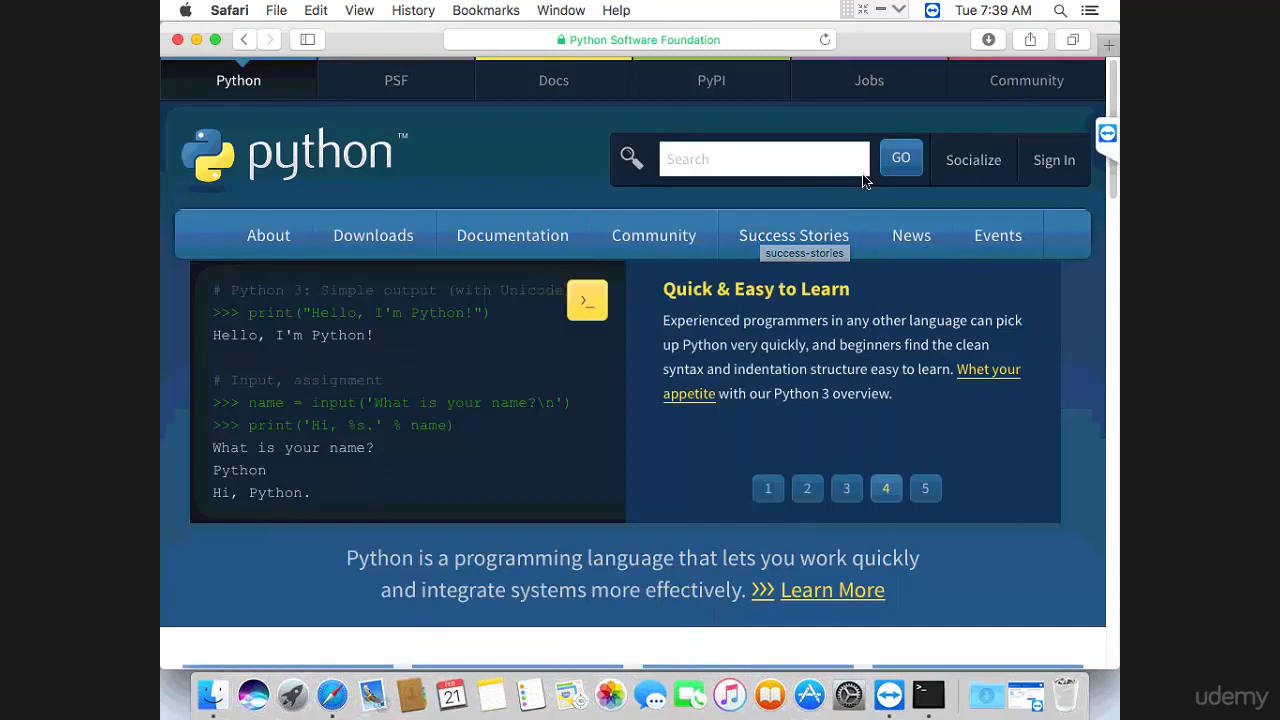 Safari File Edit View History Bookmarks Window Help Tue 7:39 AM
Python Software Foundation
Python PSF Docs PyPI Jobs Community
python TM
Search GO Socialize Sign In
About Downloads Documentation Community Success Stories News Events
success-stories
# Python 3: Simple output (with Unicode
>>> print("Hello, I'm Python!")
Hello, I'm Python!
# Input, assignment
>>> name = input('What is your name?\n')
>>> print('Hi, %s.' % name)
What is your name?
Python
Hi, Python.
>_
Quick & Easy to Learn
Experienced programmers in any other language can pick
up Python very quickly, and beginners find the clean
syntax and indentation structure easy to learn. Whet your
appetite with our Python 3 overview.
1 2 3 4 5
Python is a programming language that lets you work quickly
and integrate systems more effectively. >>> Learn More
FEB
21
udemy